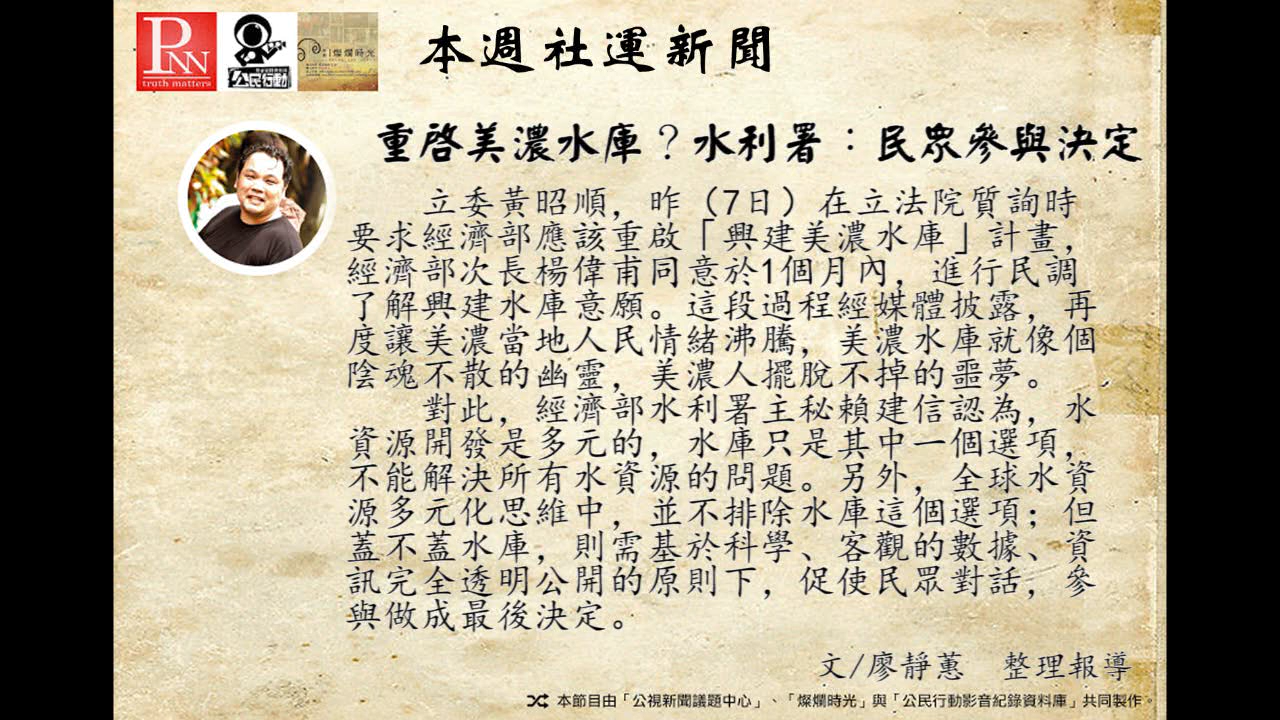 PNN
truth matters
公民行動
燦爛時光
本週社運新聞
重啓美濃水庫？水利署：民眾參與決定
立委黃昭順，昨（7日）在立法院質詢時
要求經濟部應該重啟「興建美濃水庫」計畫，
經濟部次長楊偉甫同意於1個月內，進行民調
了解興建水庫意願。這段過程經媒體披露，再
度讓美濃當地人民情緒沸騰，美濃水庫就像個
陰魂不散的幽靈，美濃人擺脫不掉的噩夢。
對此，經濟部水利署主秘賴建信認為，水
資源開發是多元的，水庫只是其中一個選項，
不能解決所有水資源的問題。另外，全球水資
源多元化思維中，並不排除水庫這個選項；但
蓋不蓋水庫，則需基於科學、客觀的數據、資
訊完全透明公開的原則下，促使民眾對話，參
與做成最後決定。
文/廖靜蕙　整理報導
本節目由「公視新聞議題中心」、「燦爛時光」與「公民行動影音紀錄資料庫」共同製作。